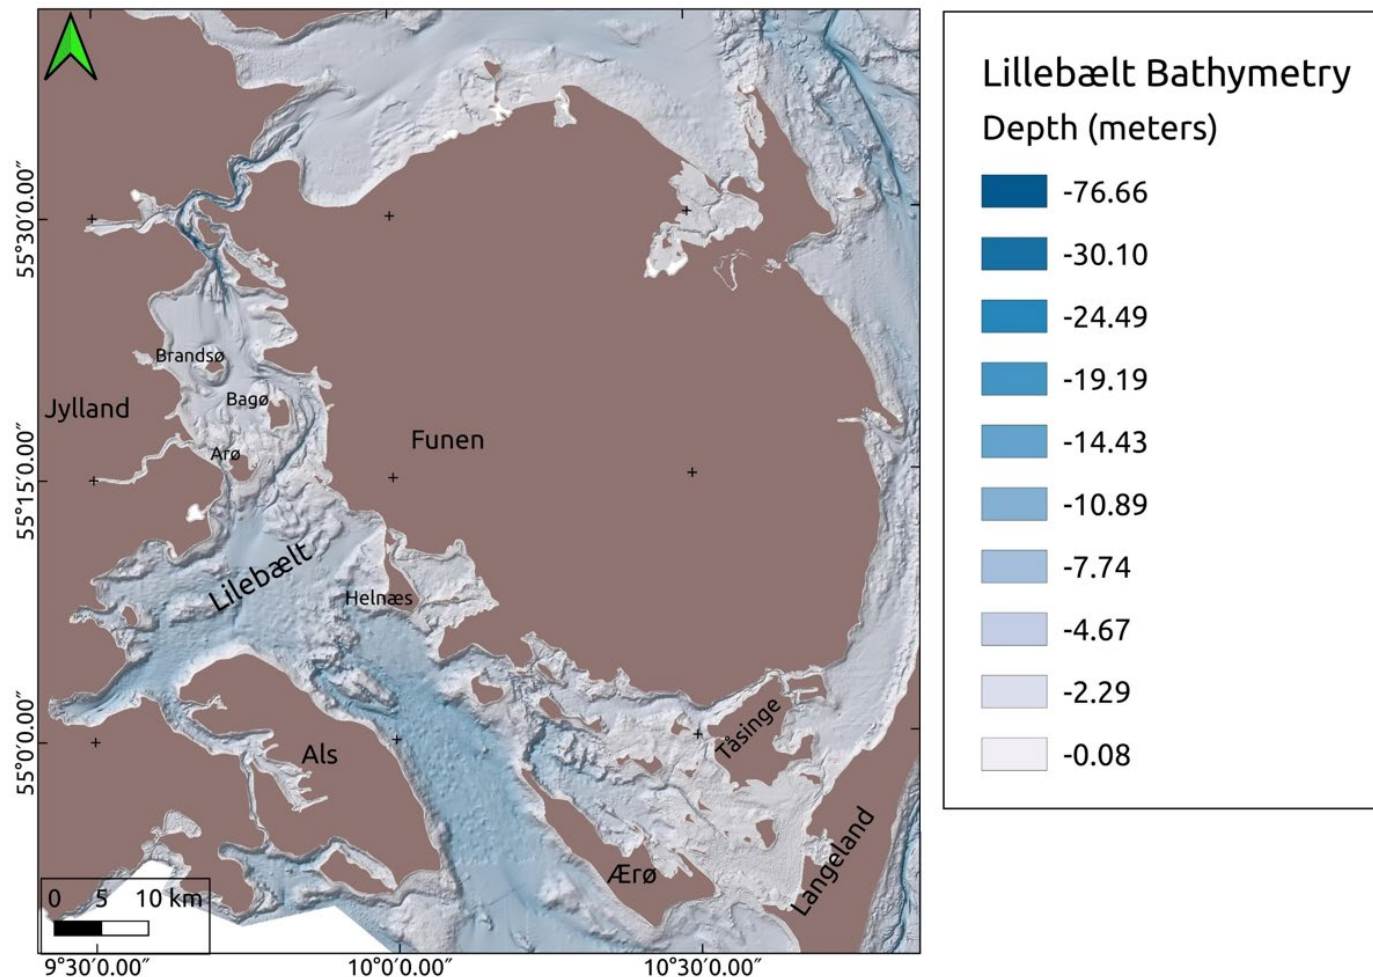 Lillebælt Bathymetry
Depth (meters)
-76.66
-30.10
-24.49
-19.19
-14.43
-10.89
-7.74
-4.67
-2.29
-0.08
55°30′0.00″
55°15′0.00″
55°0′0.00″
Brandsø
Jylland
Bagø
Funen
Arø
Lilebælt
Helnæs
Tåsinge
Als
Ærø
Langeland
0 5 10 km
9°30′0.00″
10°0′0.00″
10°30′0.00″